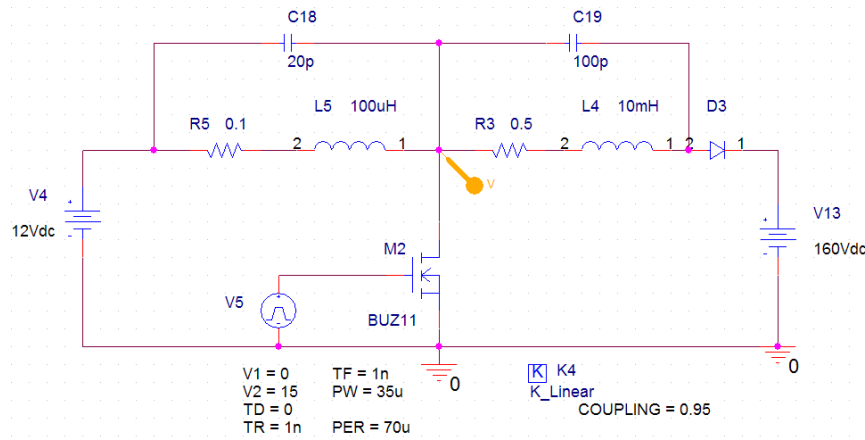 C18
20p
C19
100p
R5 0.1
L5 100uH
2
1
R3 0.5
L4 10mH
2
1
D3
2
1
V
V4
12Vdc
+
-
M2
BUZ11
V5
+
-
V13
160Vdc
+
-
0
0
V1 = 0
V2 = 15
TD = 0
TR = 1n
TF = 1n
PW = 35u
PER = 70u
K K4
K_Linear
COUPLING = 0.95